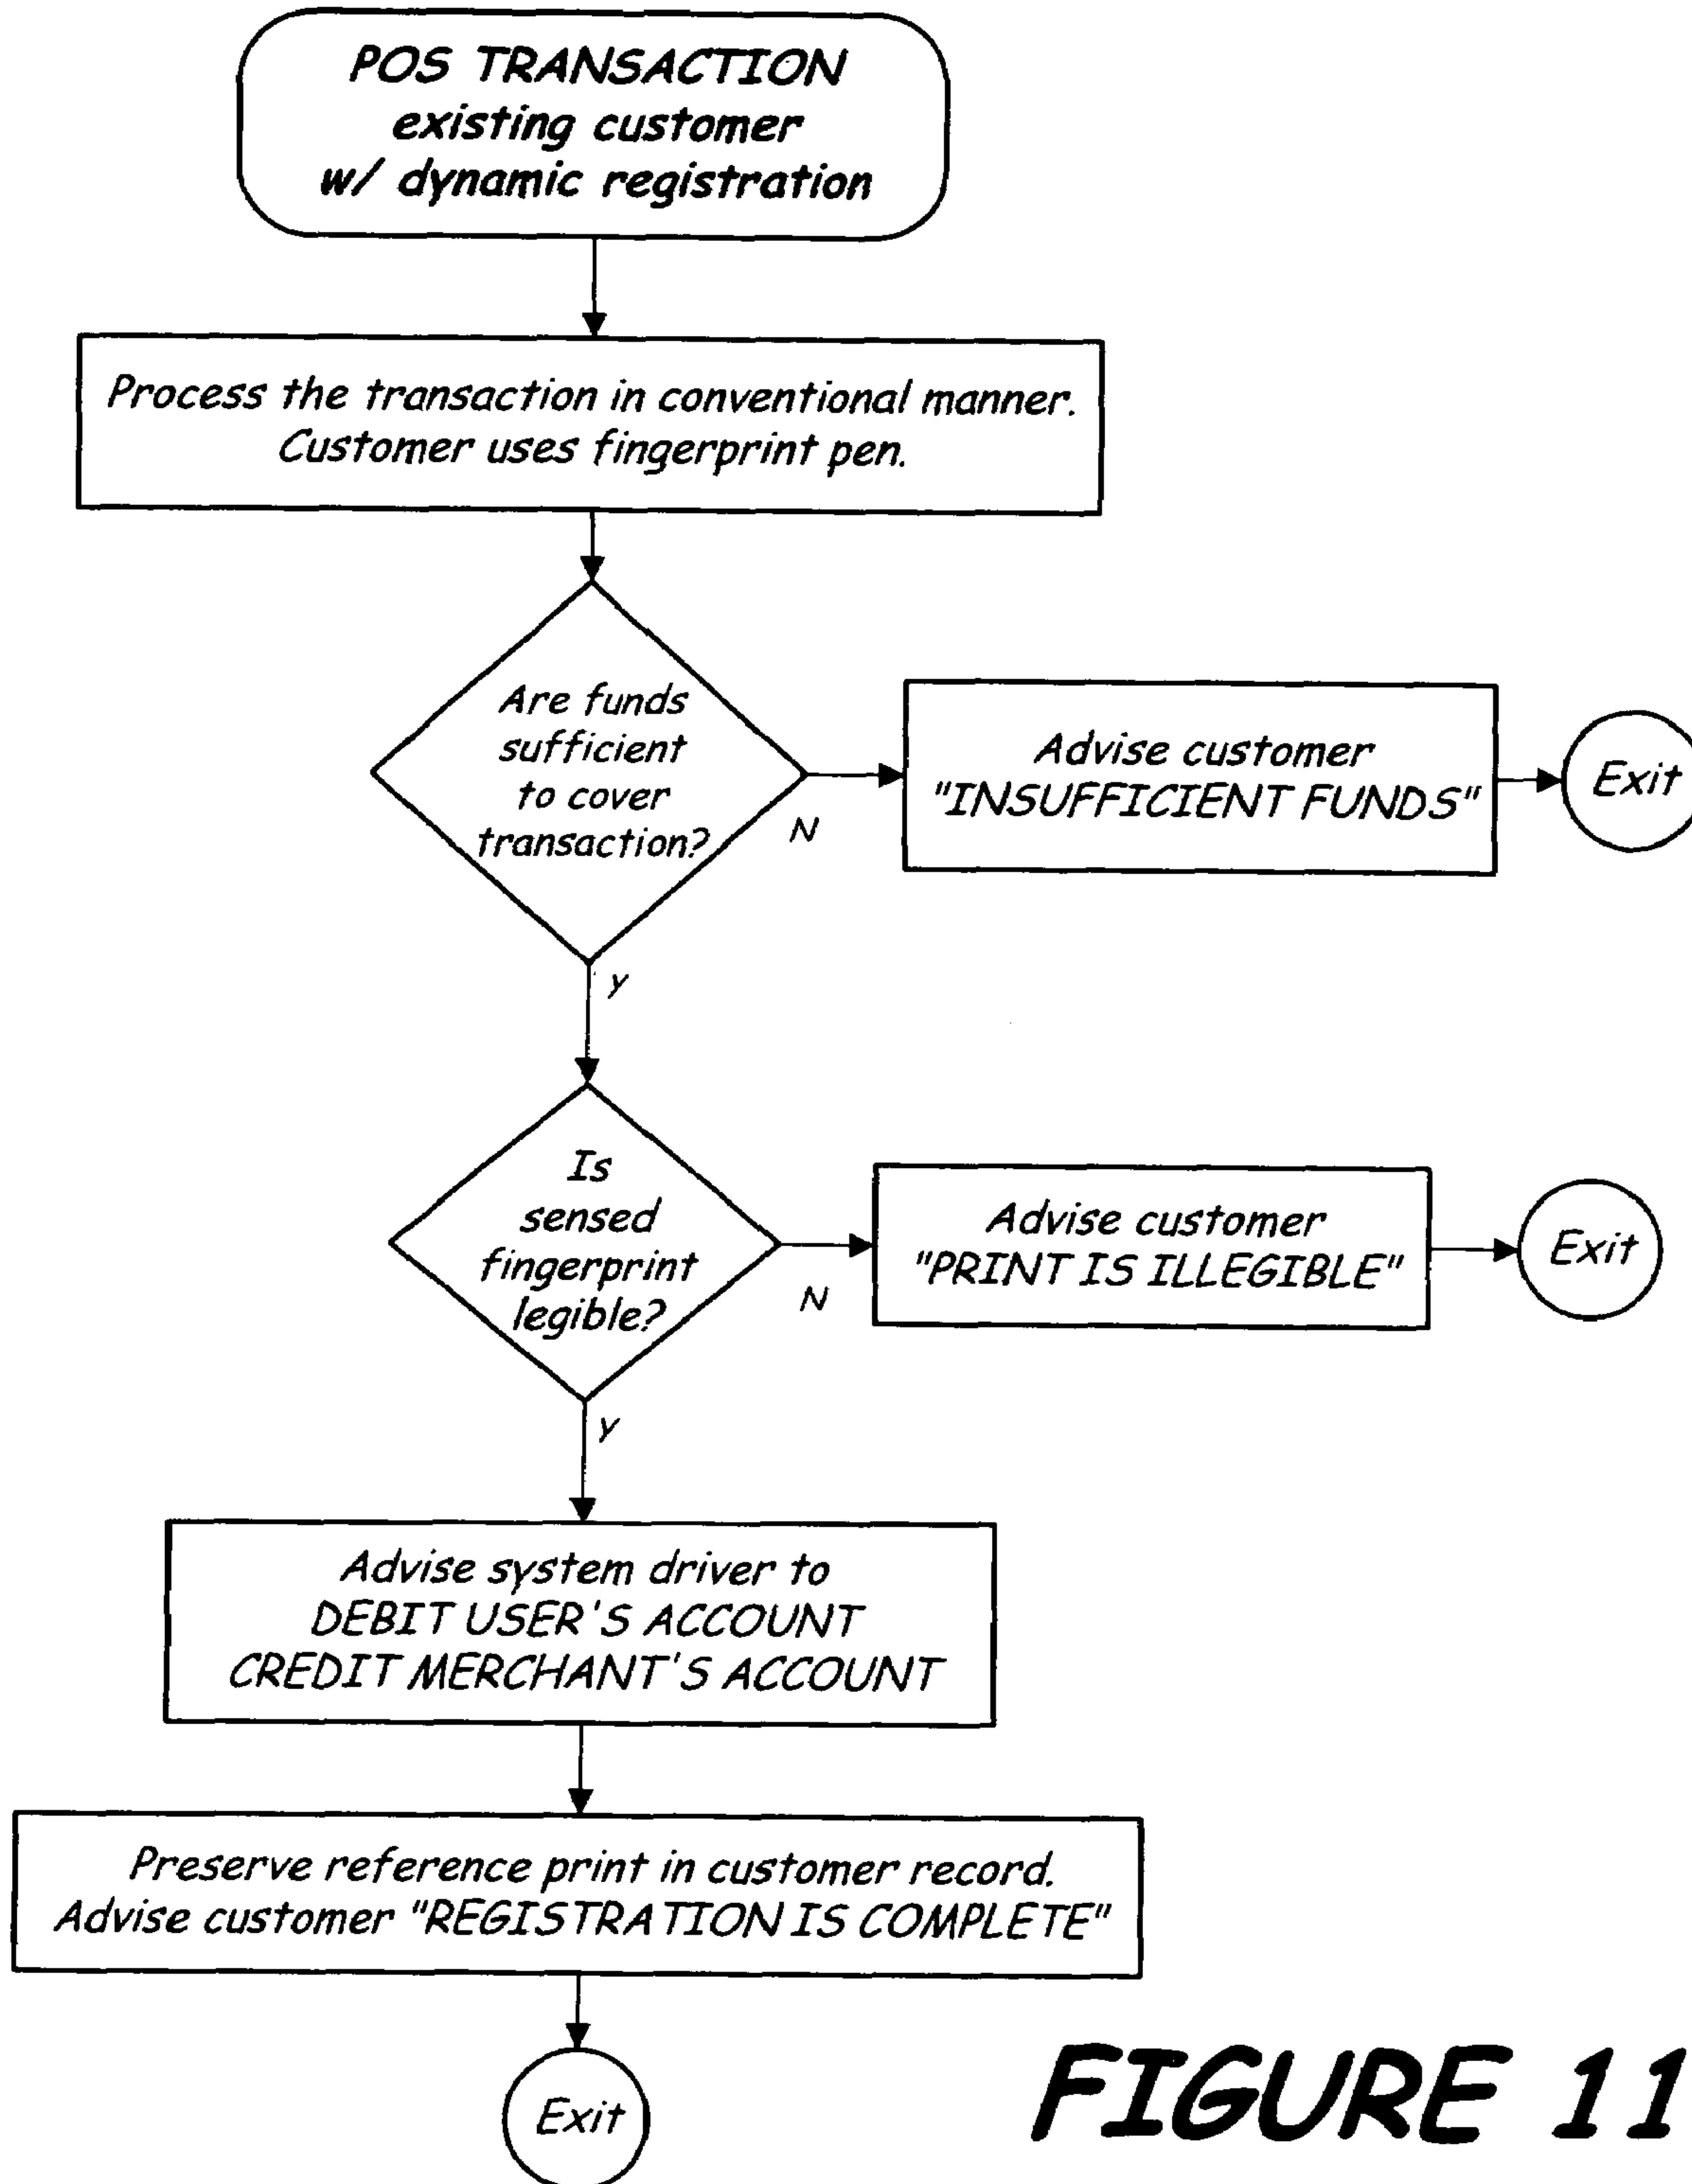 POS TRANSACTION
existing customer
w/ dynamic registration
Process the transaction in conventional manner.
Customer uses fingerprint pen.
Are funds
sufficient
to cover
transaction?
N
Advise customer
"INSUFFICIENT FUNDS"
Exit
Y
Is
sensed
fingerprint
legible?
N
Advise customer
"PRINT IS ILLEGIBLE"
Exit
Y
Advise system driver to
DEBIT USER'S ACCOUNT
CREDIT MERCHANT'S ACCOUNT
Preserve reference print in customer record.
Advise customer "REGISTRATION IS COMPLETE"
Exit
FIGURE 11